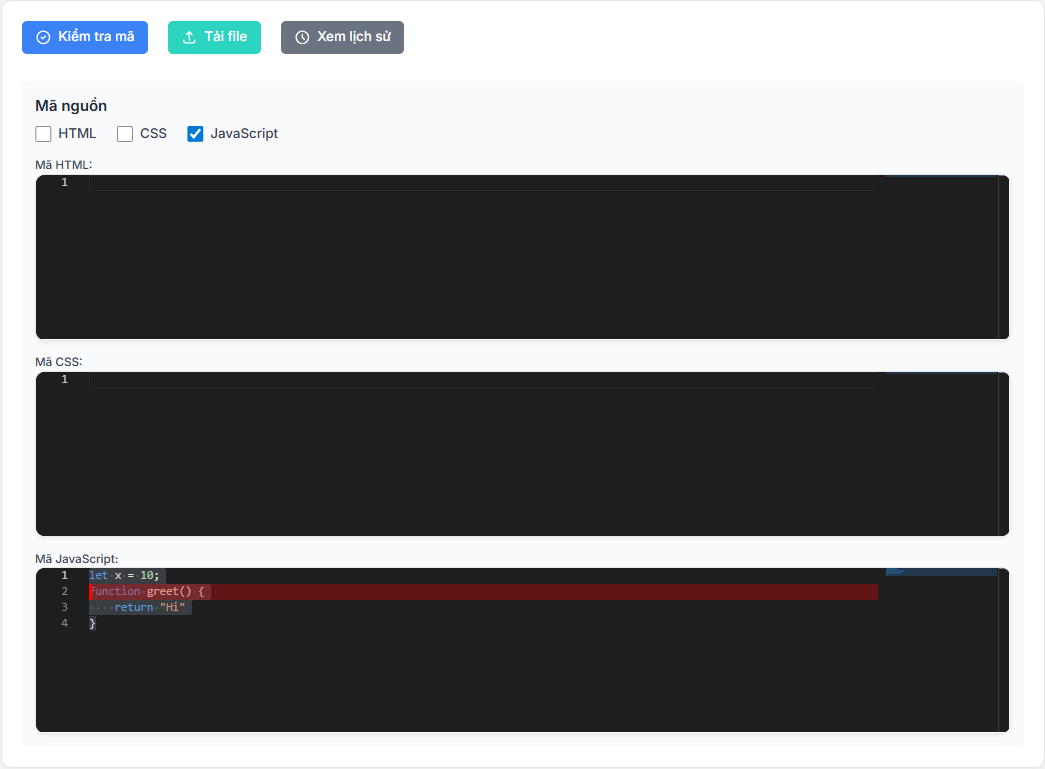 Kiểm tra mã
Tải file
Xem lịch sử
Mã nguồn
HTML
CSS
JavaScript
Mã HTML:
1
Mã CSS:
1
Mã JavaScript:
1 let x = 10;
2 function greet() {
3     return "Hi"
4 }